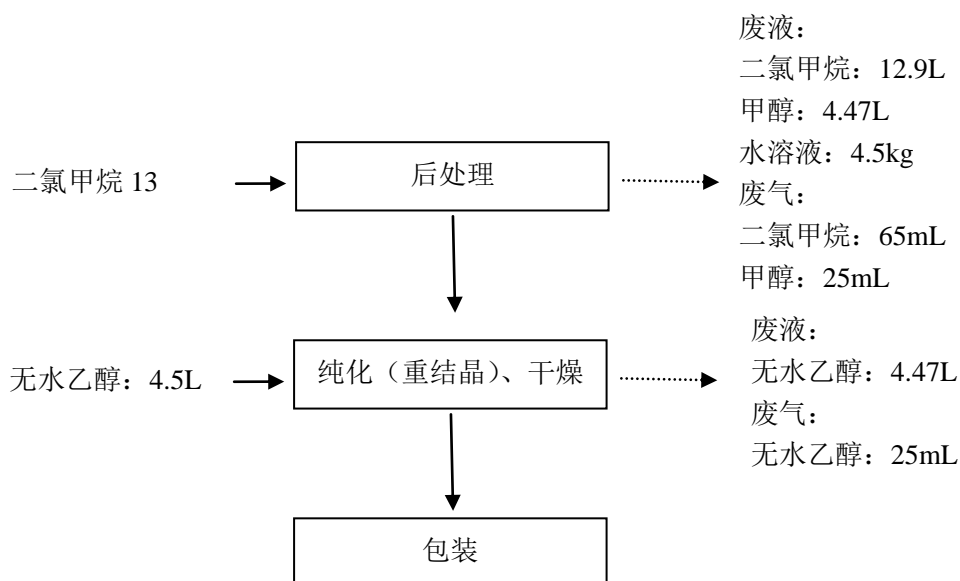 废液：
二氯甲烷：12.9L
甲醇：4.47L
水溶液：4.5kg
废气：
二氯甲烷：65mL
甲醇：25mL
二氯甲烷 13
后处理
废液：
无水乙醇：4.47L
废气：
无水乙醇：25mL
无水乙醇：4.5L
纯化（重结晶）、干燥
包装